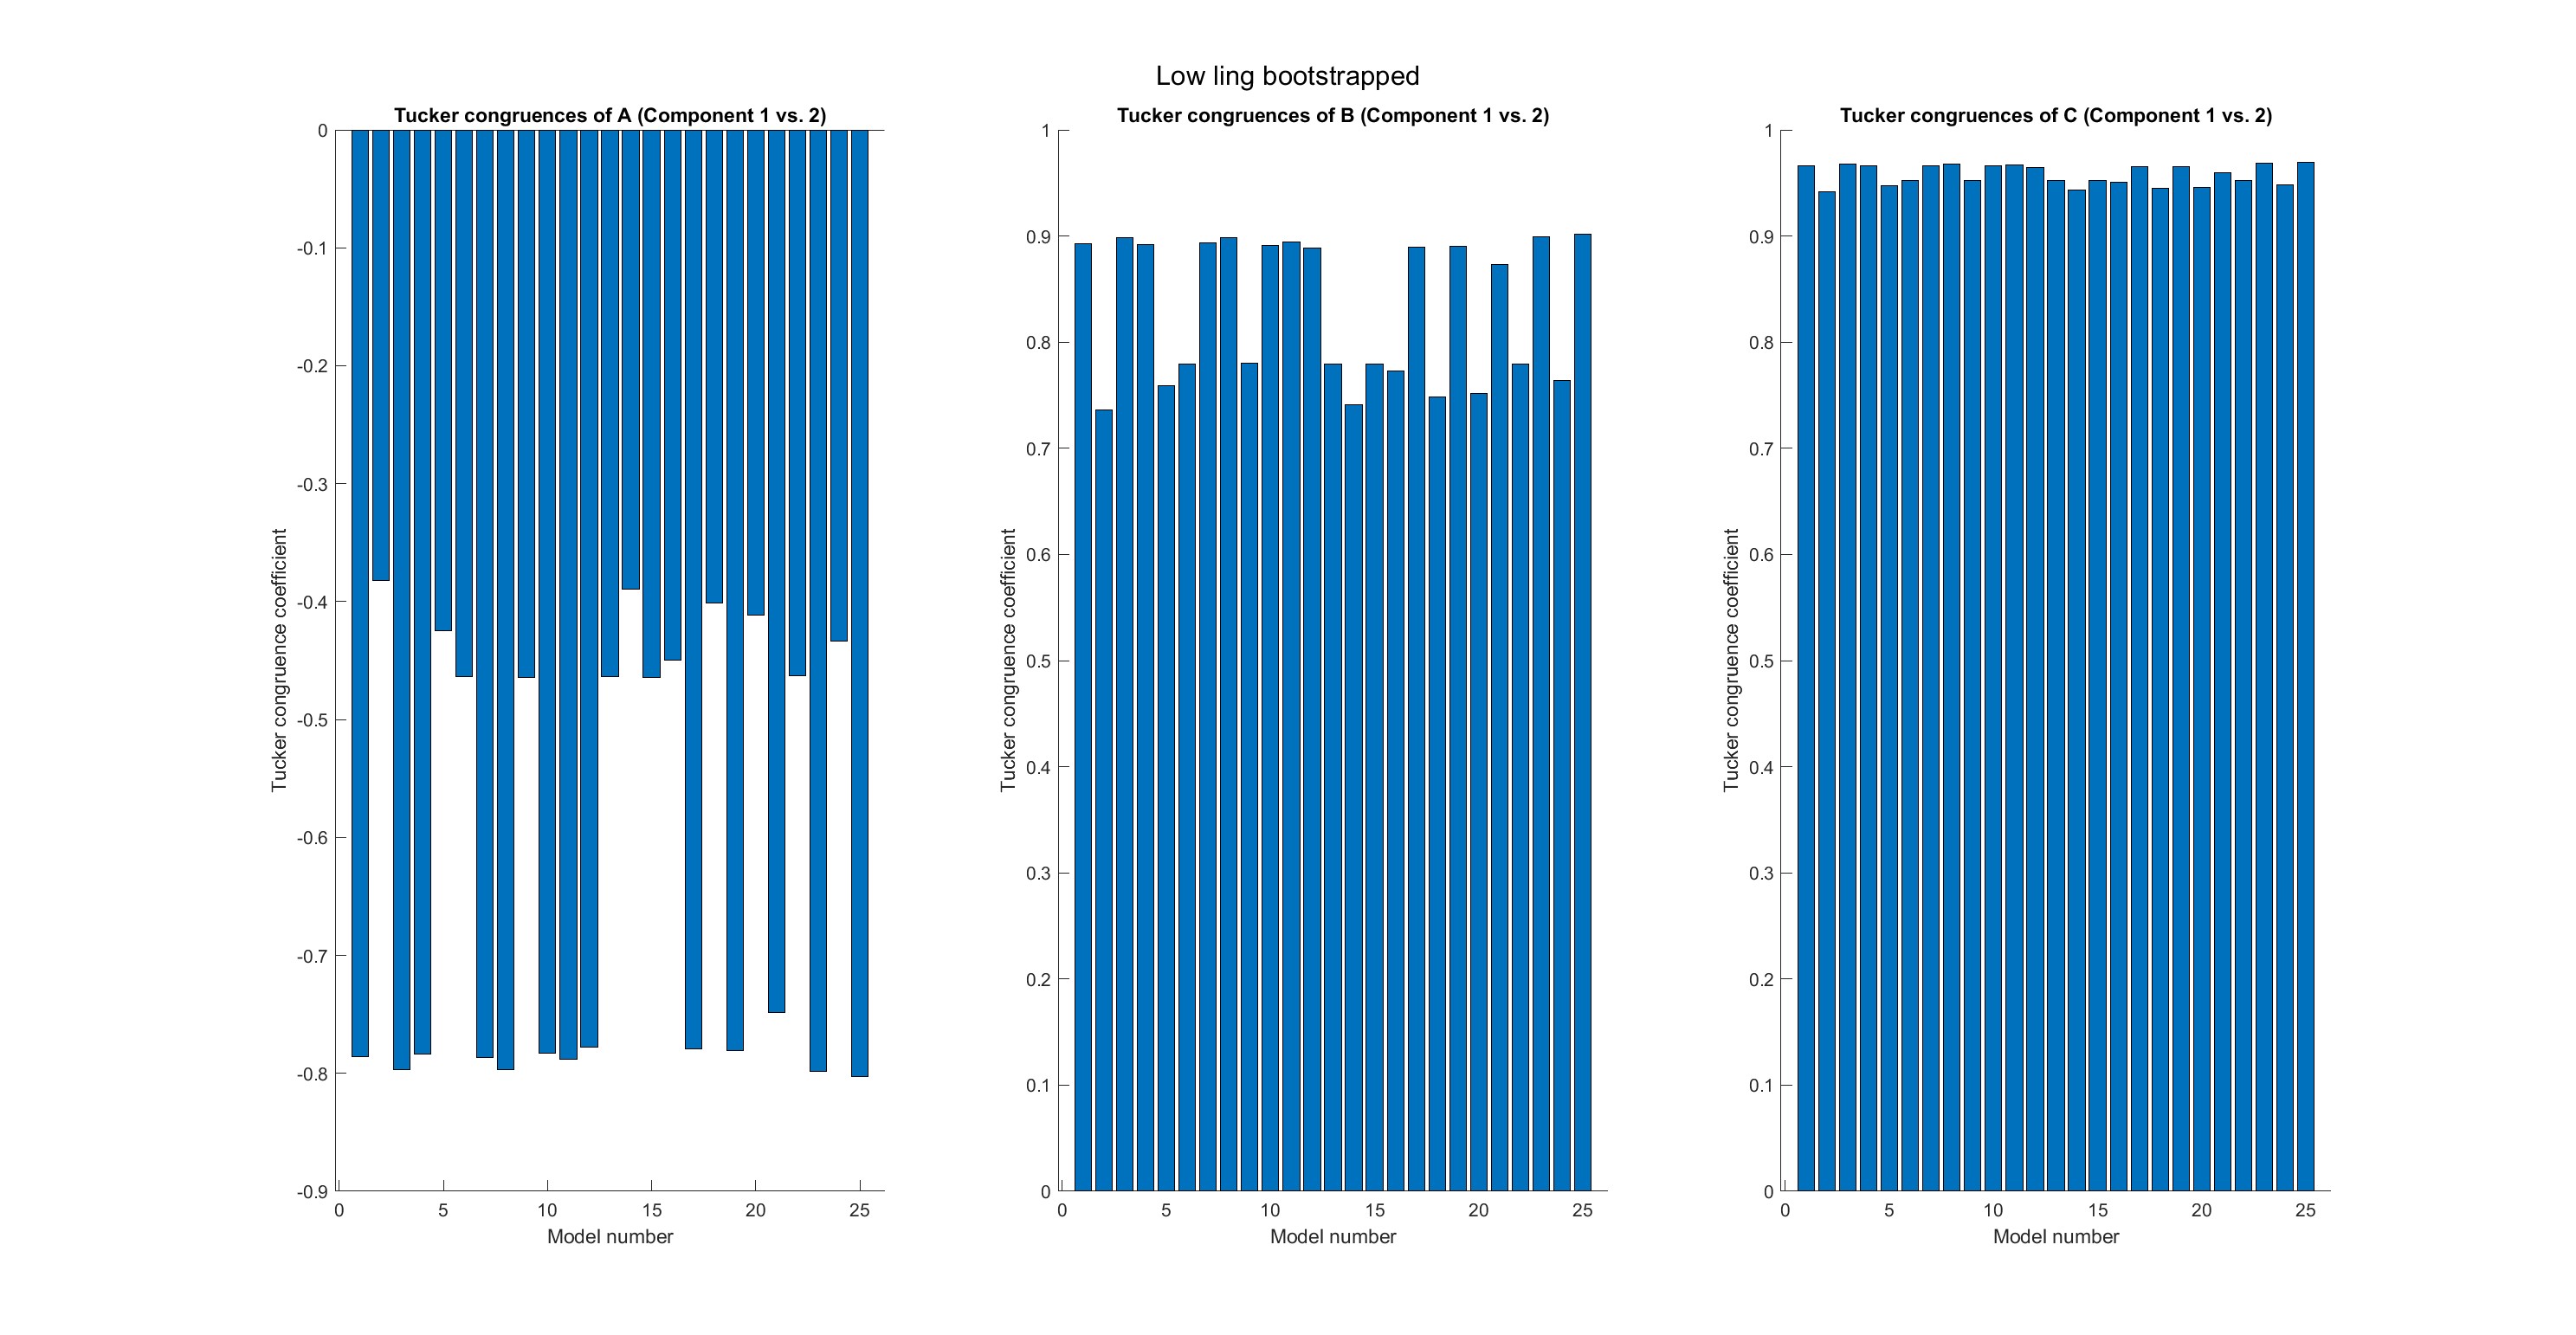 Low ling bootstrapped
Tucker congruences of A (Component 1 vs. 2)
0
-0.1
-0.2
-0.3
-0.4
-0.5
-0.6
-0.7
-0.8
-0.9
Tucker congruence coefficient
0 5 10 15 20 25
Model number
Tucker congruences of B (Component 1 vs. 2)
1
0.9
0.8
0.7
0.6
0.5
0.4
0.3
0.2
0.1
0
Tucker congruence coefficient
0 5 10 15 20 25
Model number
Tucker congruences of C (Component 1 vs. 2)
1
0.9
0.8
0.7
0.6
0.5
0.4
0.3
0.2
0.1
0
Tucker congruence coefficient
0 5 10 15 20 25
Model number